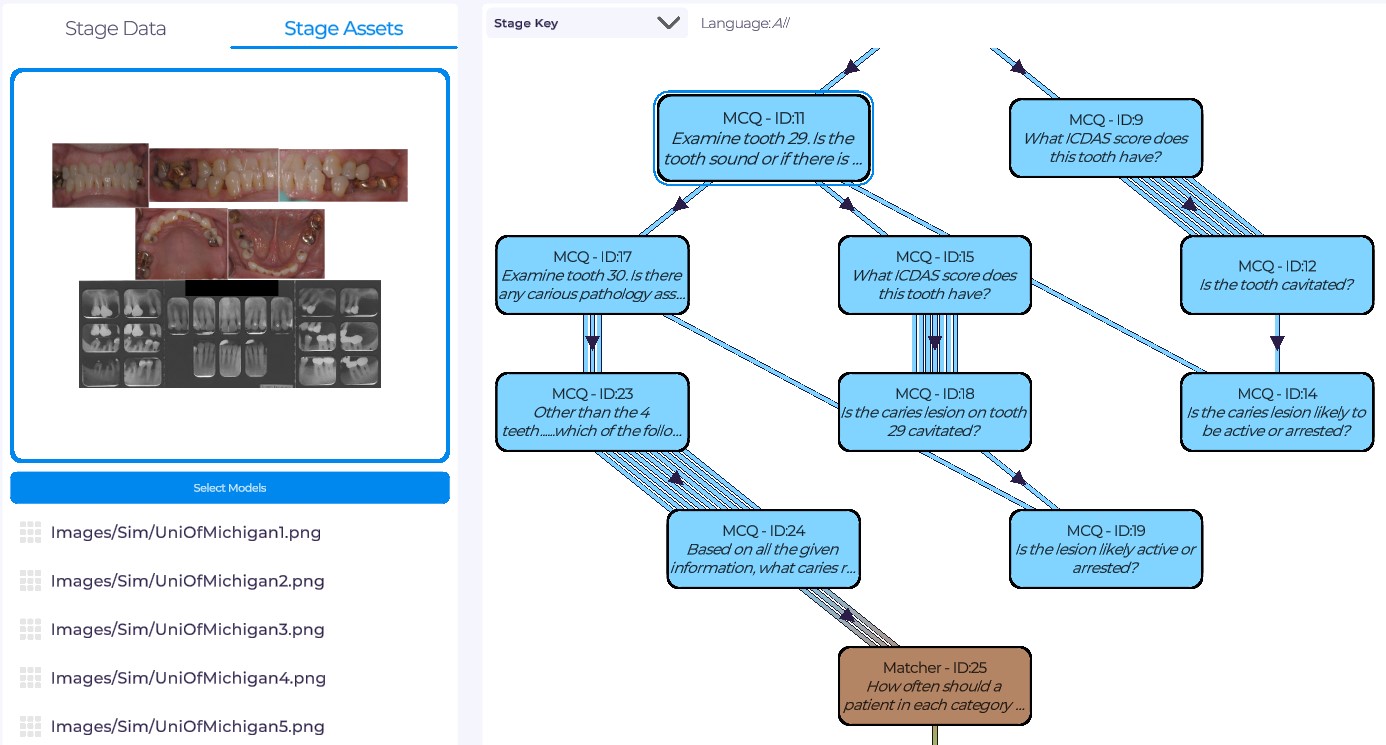 Stage Data
Stage Assets
Select Models
Images/Sim/UniOfMichigan1.png
Images/Sim/UniOfMichigan2.png
Images/Sim/UniOfMichigan3.png
Images/Sim/UniOfMichigan4.png
Images/Sim/UniOfMichigan5.png
Stage Key
Language:All
MCQ - ID:11
Examine tooth 29. Is the
tooth sound or if there is ...
MCQ - ID:9
What ICDAS score does
this tooth have?
MCQ - ID:17
Examine tooth 30. Is there
any carious pathology ass...
MCQ - ID:15
What ICDAS score does
this tooth have?
MCQ - ID:12
Is the tooth cavitated?
MCQ - ID:23
Other than the 4
teeth......which of the follo...
MCQ - ID:18
Is the caries lesion on tooth
29 cavitated?
MCQ - ID:14
Is the caries lesion likely to
be active or arrested?
MCQ - ID:24
Based on all the given
information, what caries r...
MCQ - ID:19
Is the lesion likely active or
arrested?
Matcher - ID:25
How often should a
patient in each category ...